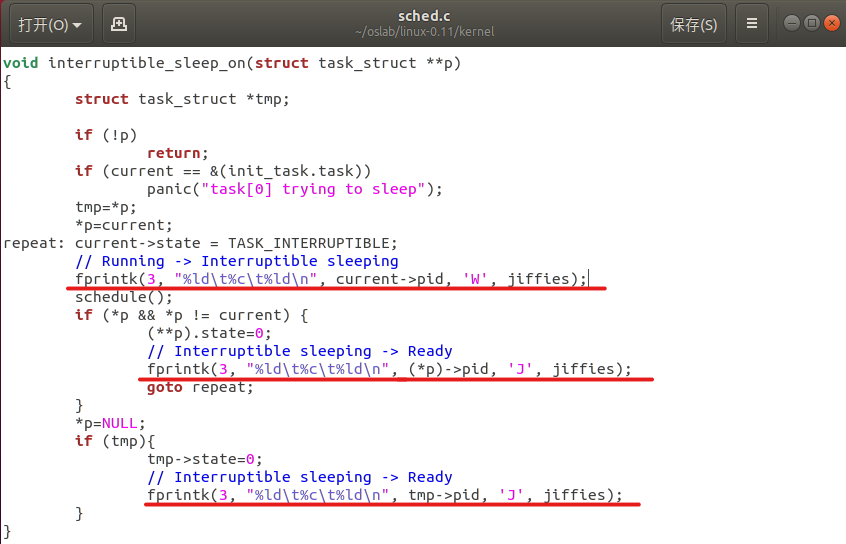 打开(O)
sched.c
~/oslab/linux-0.11/kernel
保存(S)
void interruptible_sleep_on(struct task_struct **p)
{
        struct task_struct *tmp;

        if (!p)
                return;
        if (current == &(init_task.task))
                panic("task[0] trying to sleep");
        tmp=*p;
        *p=current;
repeat: current->state = TASK_INTERRUPTIBLE;
        // Running -> Interruptible sleeping
        fprintk(3, "%ld\t%c\t%ld\n", current->pid, 'W', jiffies);
        schedule();
        if (*p && *p != current) {
                (**p).state=0;
                // Interruptible sleeping -> Ready
                fprintk(3, "%ld\t%c\t%ld\n", (*p)->pid, 'J', jiffies);
                goto repeat;
        }
        *p=NULL;
        if (tmp){
                tmp->state=0;
                // Interruptible sleeping -> Ready
                fprintk(3, "%ld\t%c\t%ld\n", tmp->pid, 'J', jiffies);
        }
}